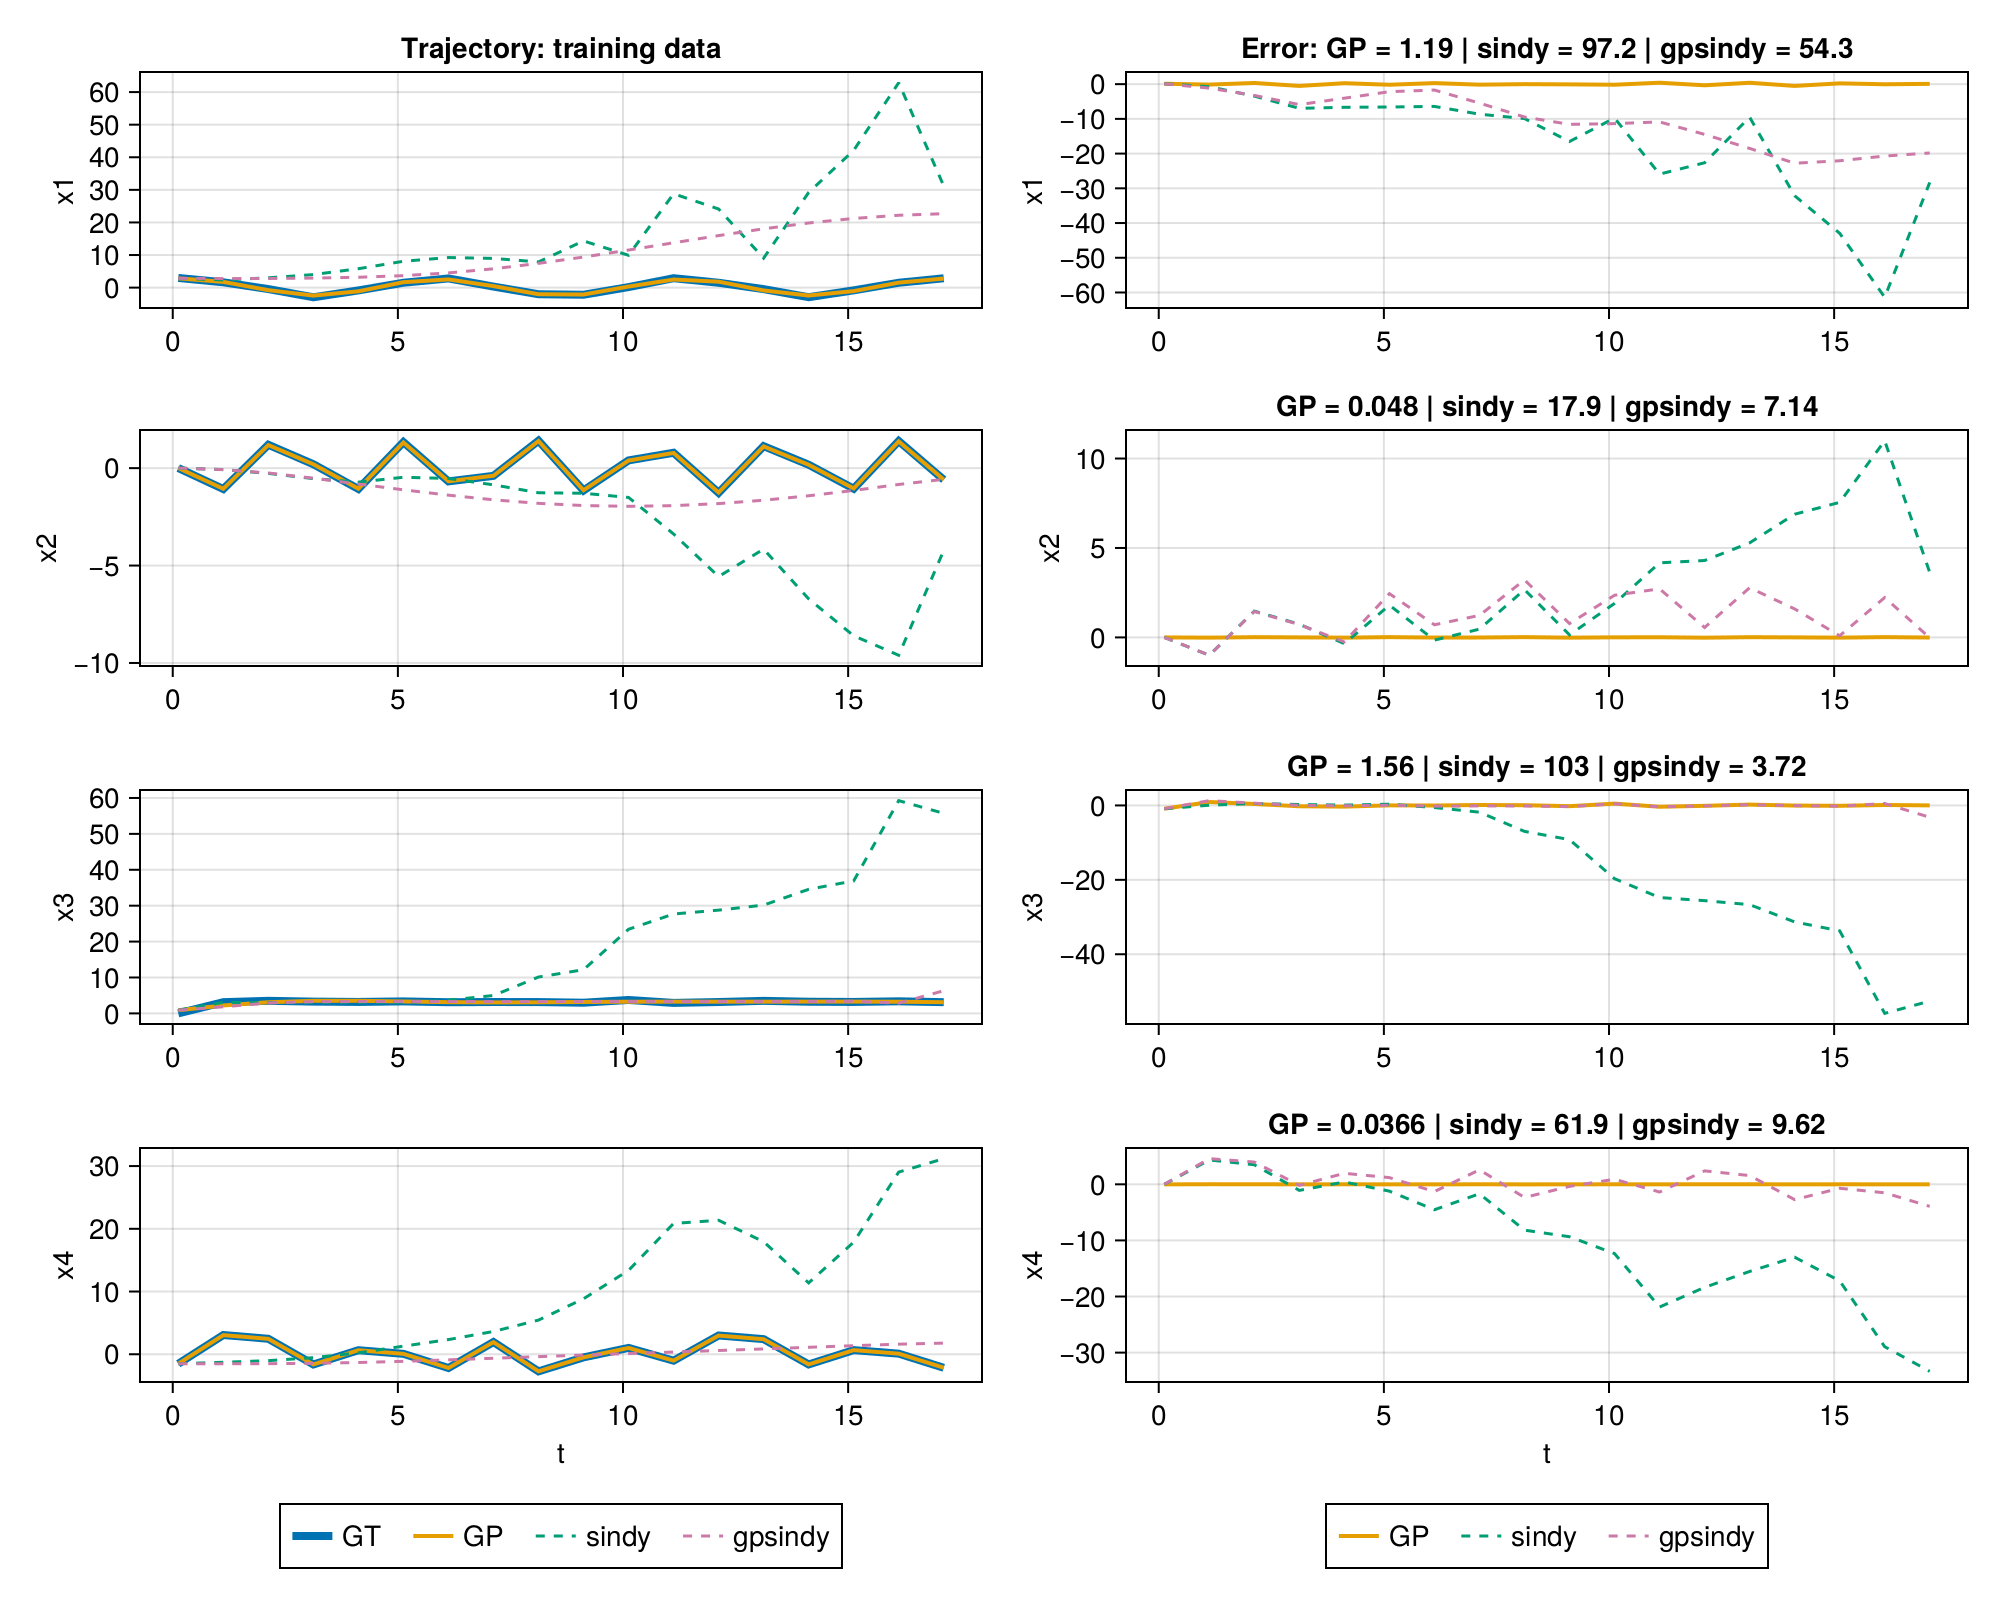 Trajectory: training data
60
50
40
30
20
10
0
x1
0 5 10 15
Error: GP = 1.19 | sindy = 97.2 | gpsindy = 54.3
0
−10
−20
−30
−40
−50
−60
x1
0 5 10 15
0
−5
−10
x2
0 5 10 15
GP = 0.048 | sindy = 17.9 | gpsindy = 7.14
10
5
0
x2
0 5 10 15
60
50
40
30
20
10
0
x3
0 5 10 15
GP = 1.56 | sindy = 103 | gpsindy = 3.72
0
−20
−40
x3
0 5 10 15
30
20
10
0
x4
0 5 10 15
t
GP = 0.0366 | sindy = 61.9 | gpsindy = 9.62
0
−10
−20
−30
x4
0 5 10 15
t
GT GP sindy gpsindy
GP sindy gpsindy